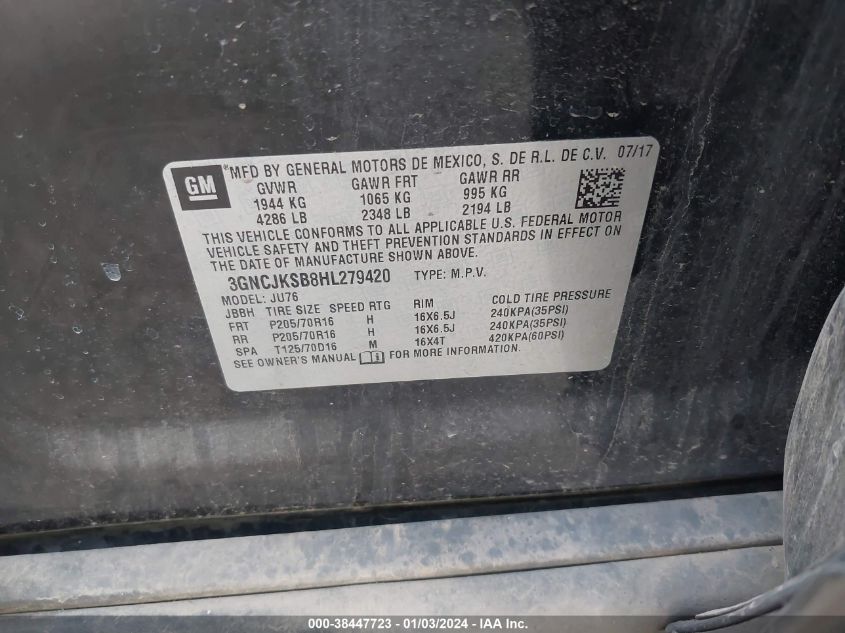 GM
*MFD BY GENERAL MOTORS DE MEXICO, S. DE R.L. DE C.V. 07/17
GVWR GAWR FRT GAWR RR
1944 KG 1065 KG 995 KG
4286 LB 2348 LB 2194 LB
THIS VEHICLE CONFORMS TO ALL APPLICABLE U.S. FEDERAL MOTOR
VEHICLE SAFETY AND THEFT PREVENTION STANDARDS IN EFFECT ON
THE DATE OF MANUFACTURE SHOWN ABOVE.
3GNCJKSB8HL279420 TYPE: M.P.V.
MODEL: JU76
JBBH TIRE SIZE SPEED RTG RIM COLD TIRE PRESSURE
FRT P205/70R16 H 16X6.5J 240KPA(35PSI)
RR P205/70R16 H 16X6.5J 240KPA(35PSI)
SPA T125/70D16 M 16X4T 420KPA(60PSI)
SEE OWNER'S MANUAL FOR MORE INFORMATION.
000-38447723 - 01/03/2024 - IAA Inc.